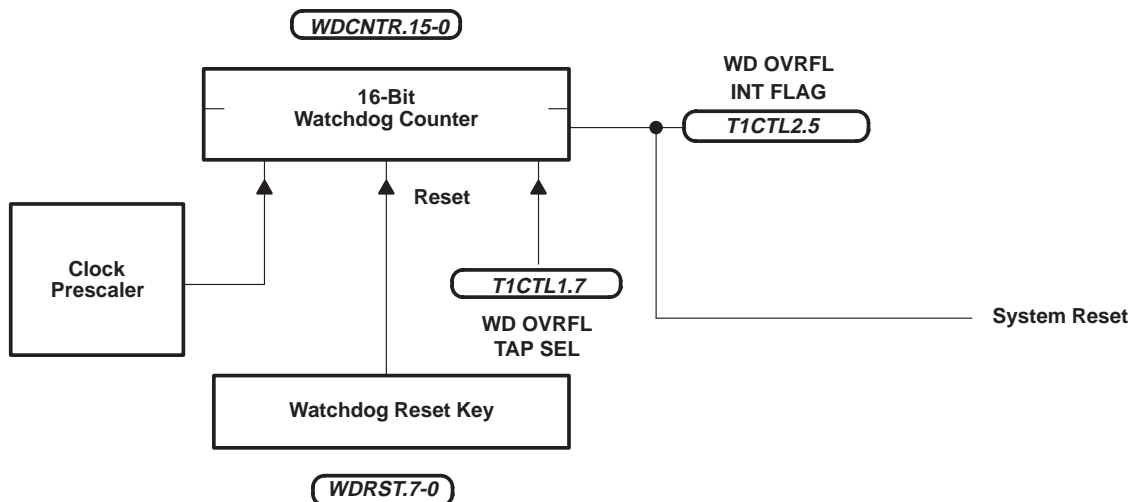 WDCNTR.15-0
16-Bit
Watchdog Counter
WD OVRFL
INT FLAG
T1CTL2.5
Reset
Clock
Prescaler
T1CTL1.7
WD OVRFL
TAP SEL
System Reset
Watchdog Reset Key
WDRST.7-0